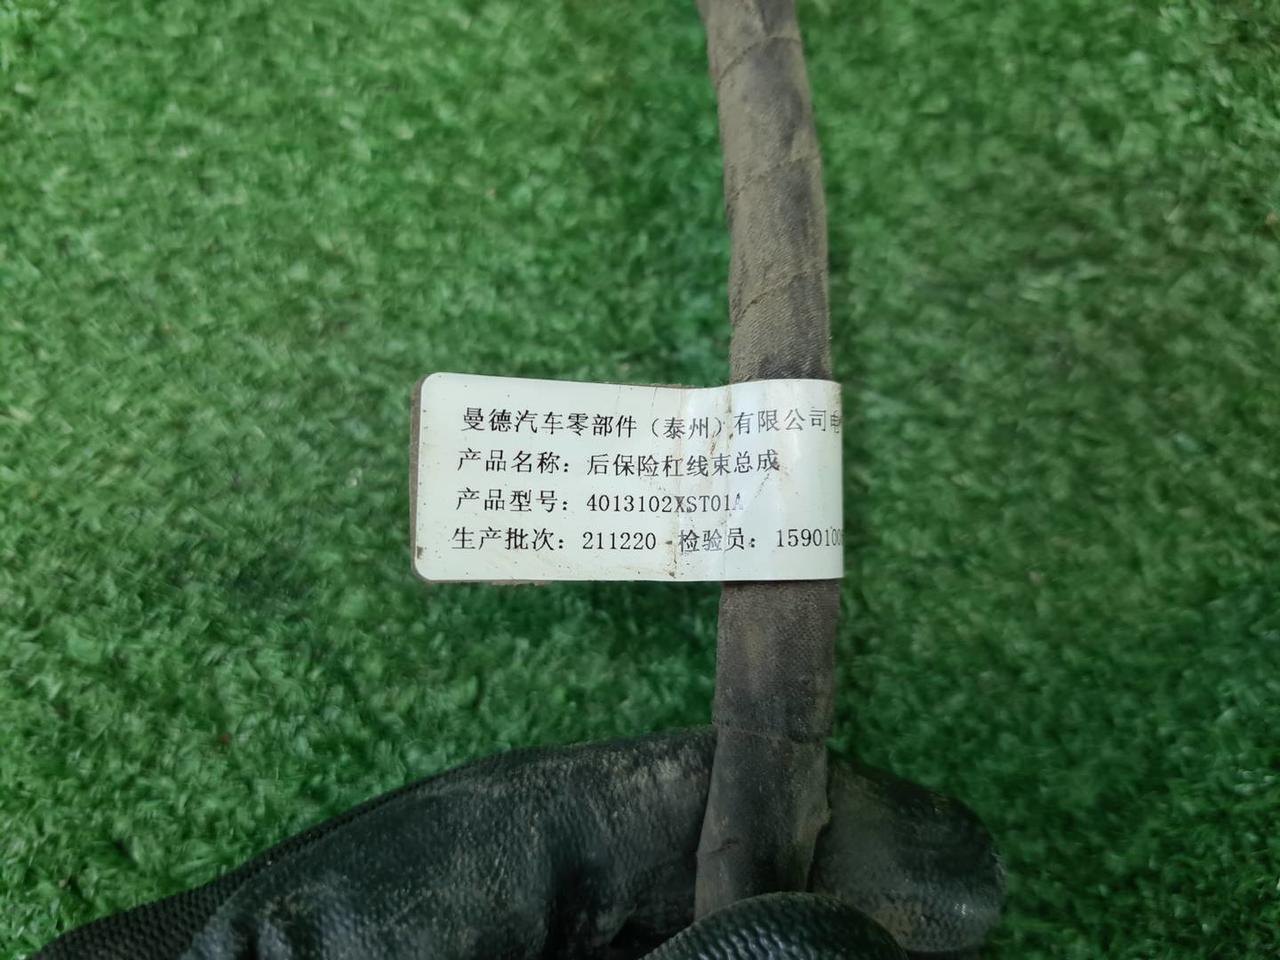 曼德汽车零部件（泰州）有限公司电
产品名称：后保险杠线束总成
产品型号：4013102XST01A
生产批次：211220 检验员：1590100